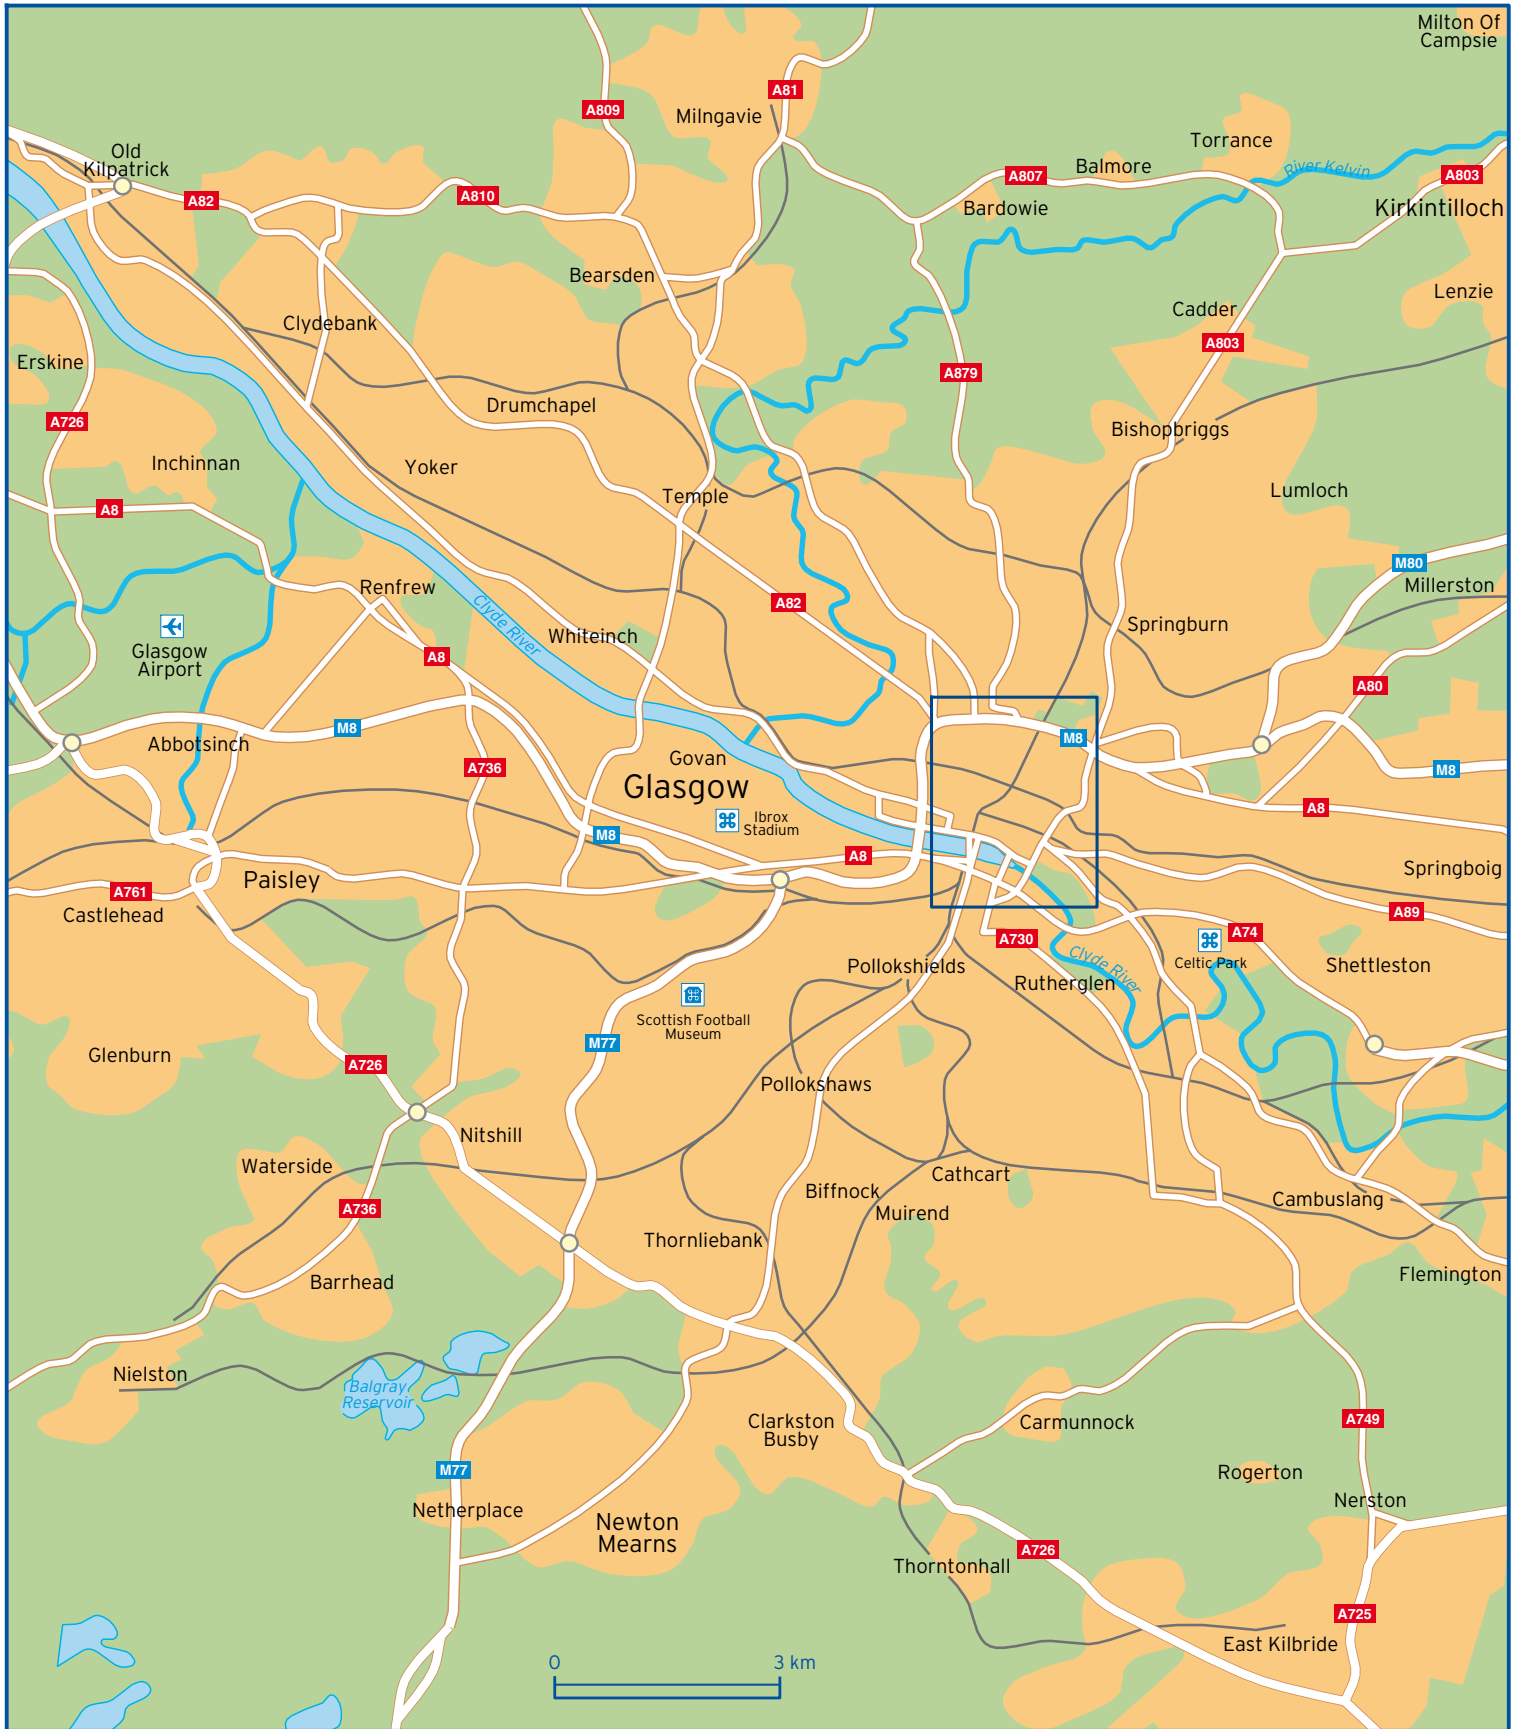 Milton Of
Campsie
A81
A809
Milngavie
Torrance
Old
Kilpatrick
Balmore
River Kelvin
A807
A803
A82
A810
Bardowie
Kirkintilloch
Bearsden
Lenzie
Cadder
Clydebank
A803
Erskine
A879
Drumchapel
A726
Bishopbriggs
Inchinnan
Yoker
Lumloch
Temple
A8
M80
Renfrew
Millerston
A82
Clyde River
Springburn
Whiteinch
Glasgow
Airport
A8
A80
M8
Abbotsinch
M8
Govan
A736
M8
Glasgow
A8
Ibrox
Stadium
M8
A8
Springboig
Paisley
A761
Castlehead
A89
A74
A730
Clyde River
Celtic Park
Pollokshields
Shettleston
Rutherglen
Scottish Football
Museum
M77
Glenburn
A726
Pollokshaws
Nitshill
Waterside
Cathcart
Biffnock
Cambuslang
A736
Muirend
Thornliebank
Flemington
Barrhead
Nielston
Balgray
Reservoir
Clarkston
Busby
Carmunnock
A749
M77
Rogerton
Nerston
Netherplace
Newton
Mearns
A726
Thorntonhall
A725
East Kilbride
0
3 km